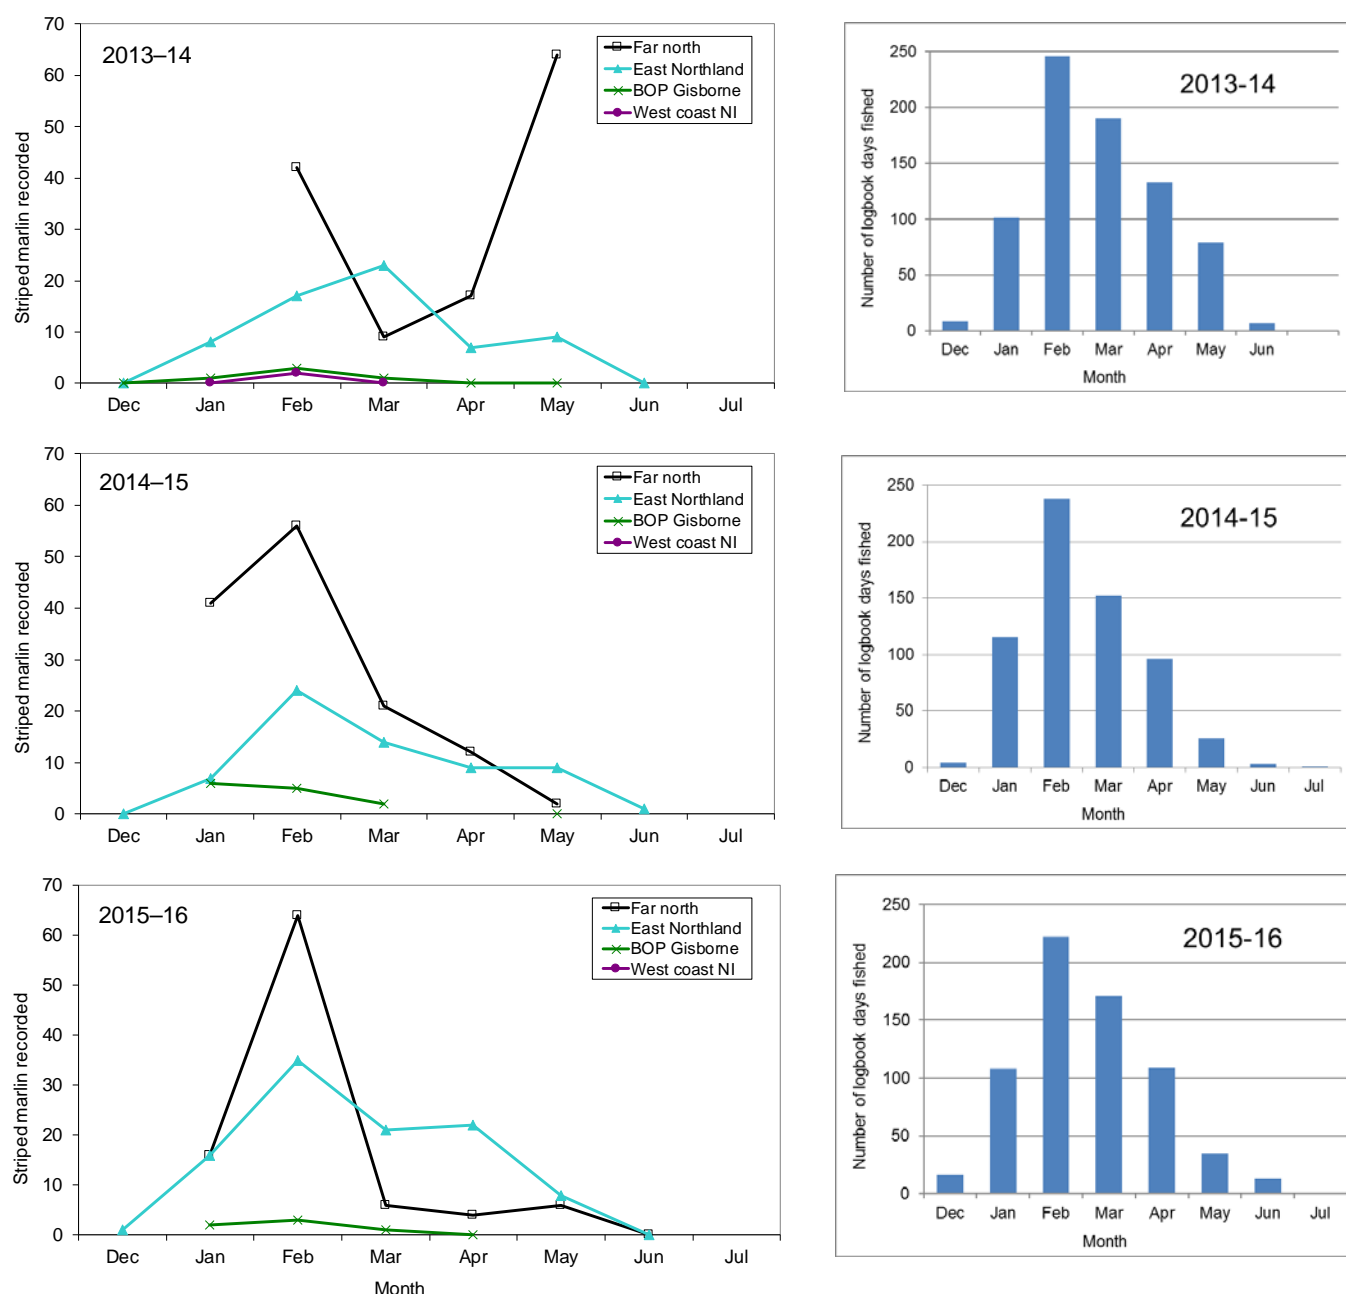 2013–14
Striped marlin recorded
70
60
50
40
30
20
10
0
Far north
East Northland
BOP Gisborne
West coast NI
Dec Jan Feb Mar Apr May Jun Jul
2013-14
Number of logbook days fished
250
200
150
100
50
0
Dec Jan Feb Mar Apr May Jun
Month
2014–15
Striped marlin recorded
70
60
50
40
30
20
10
0
Far north
East Northland
BOP Gisborne
West coast NI
Dec Jan Feb Mar Apr May Jun Jul
2014-15
Number of logbook days fished
250
200
150
100
50
0
Dec Jan Feb Mar Apr May Jun Jul
Month
2015–16
Striped marlin recorded
70
60
50
40
30
20
10
0
Far north
East Northland
BOP Gisborne
West coast NI
Dec Jan Feb Mar Apr May Jun Jul
Month
2015-16
Number of logbook days fished
250
200
150
100
50
0
Dec Jan Feb Mar Apr May Jun Jul
Month